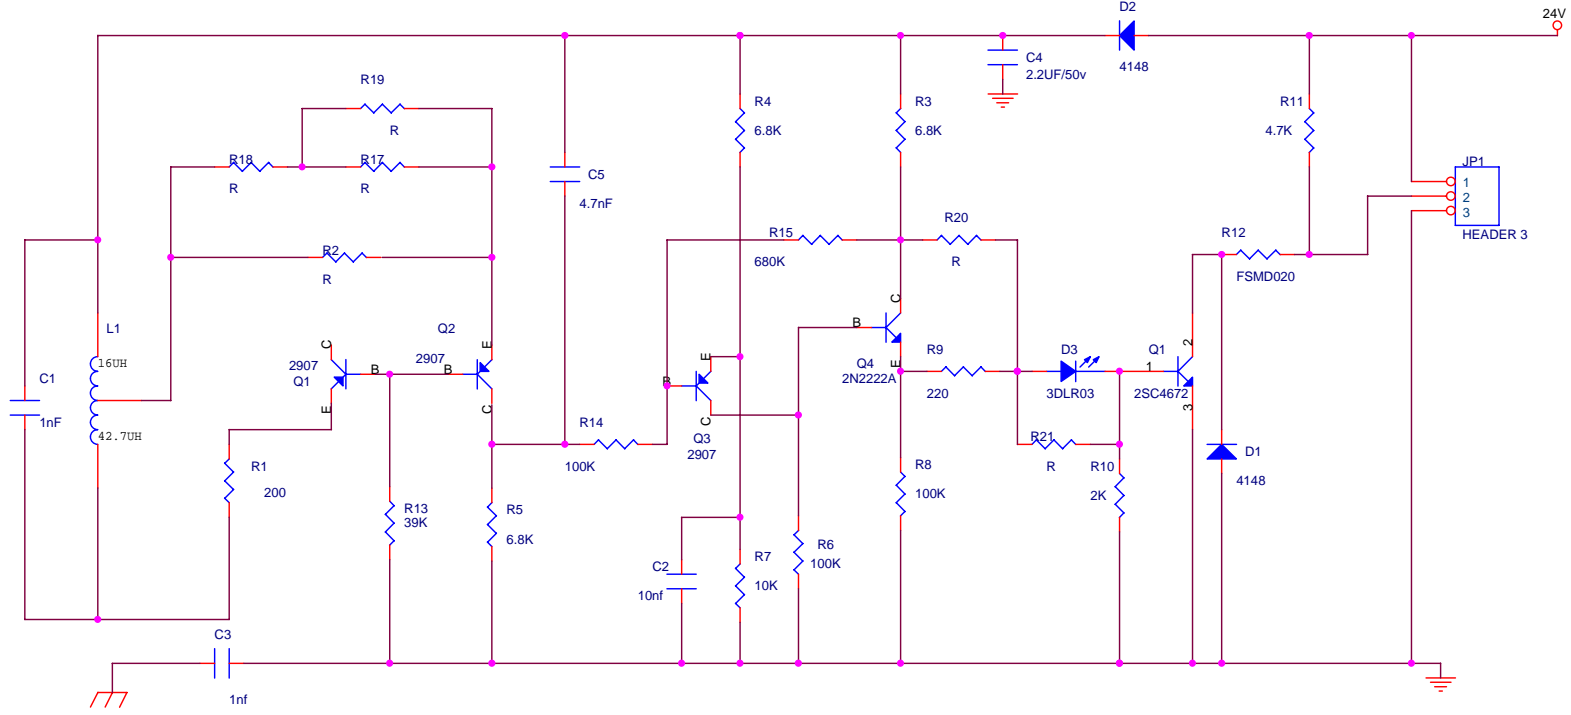 D2
24V
C4
2.2UF/50v
4148
R19
R
R4
6.8K
R3
6.8K
R11
4.7K
R18
R
R17
R
C5
4.7nF
JP1
1
2
3
HEADER 3
R2
R
R15
680K
R20
R
R12
FSMD020
L1
16UH
42.7UH
C1
1nF
C
2907
Q1
B
E
Q2
2907
E
B
C
C
B
E
Q4
2N2222A
R9
220
D3
3DLR03
Q1
2
1
2SC4672
3
E
B
C
Q3
2907
R14
100K
R1
200
R13
39K
R5
6.8K
R8
100K
R21
R
R10
2K
D1
4148
C2
10nf
R7
10K
R6
100K
C3
1nf